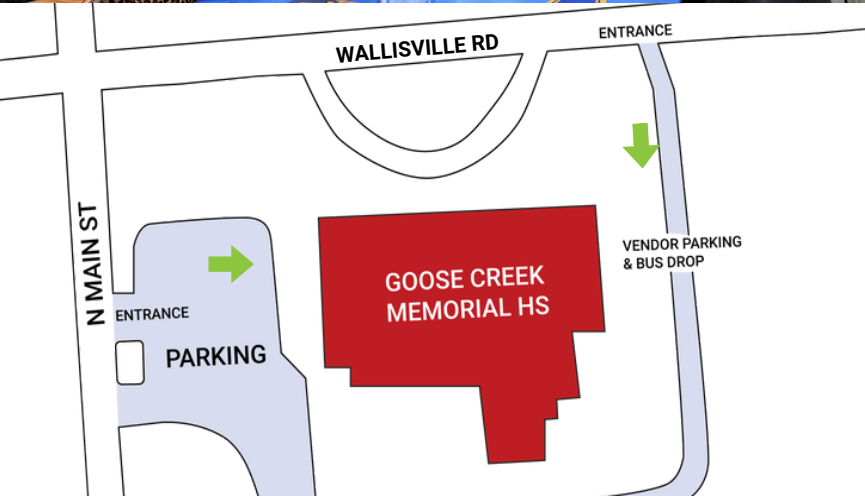 WALLISVILLE RD
ENTRANCE
N MAIN ST
VENDOR PARKING
& BUS DROP
GOOSE CREEK
MEMORIAL HS
ENTRANCE
PARKING